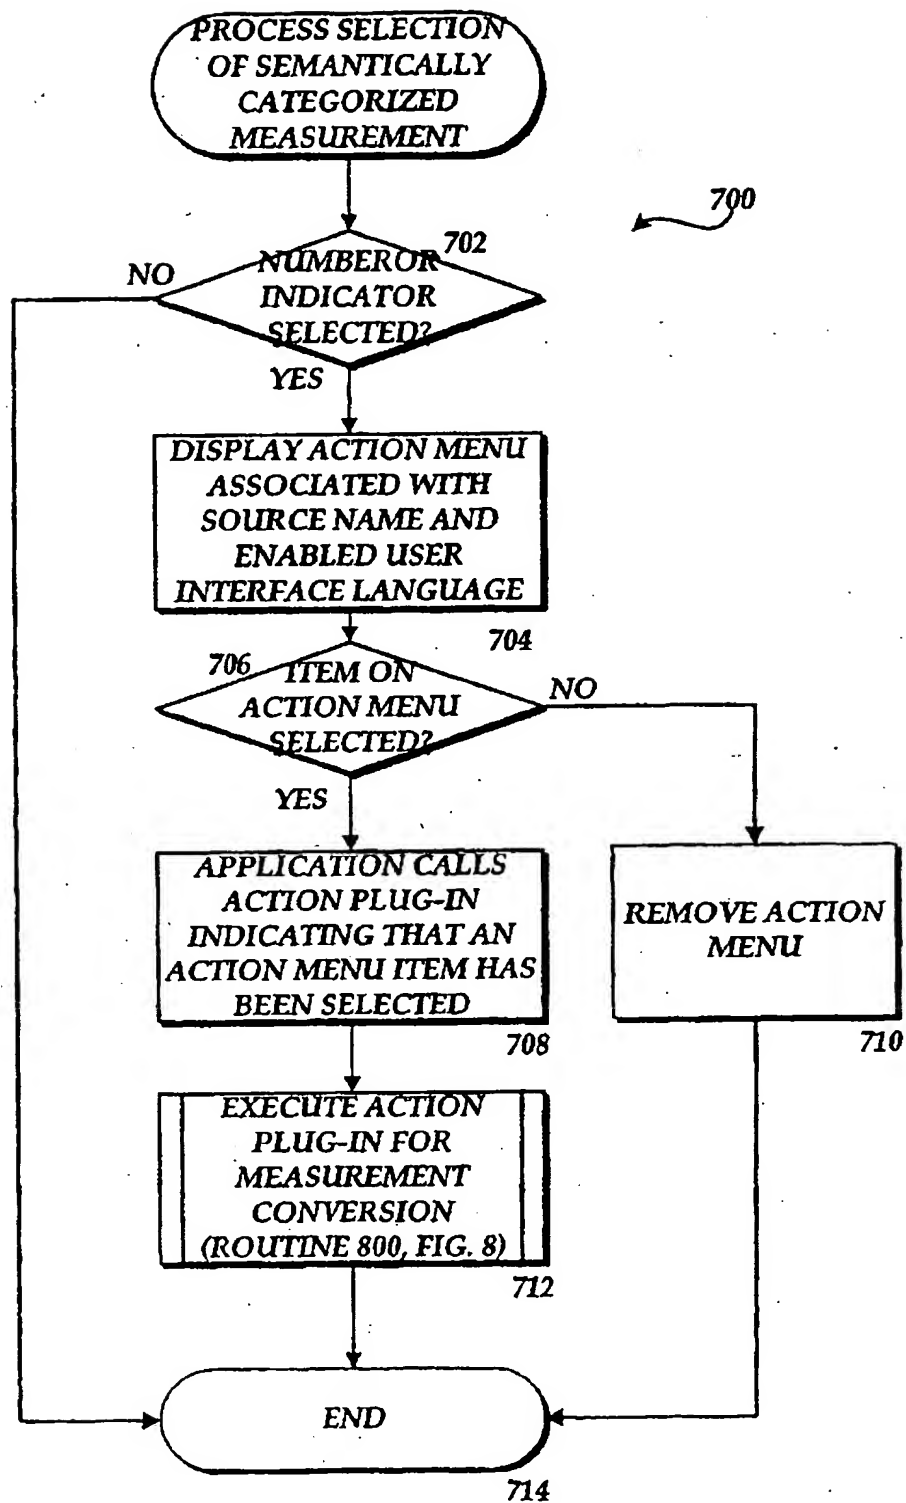 PROCESS SELECTION
OF SEMANTICALLY
CATEGORIZED
MEASUREMENT
700
702
NO
NUMBEROR
INDICATOR
SELECTED?
YES
DISPLAY ACTION MENU
ASSOCIATED WITH
SOURCE NAME AND
ENABLED USER
INTERFACE LANGUAGE
704
706
ITEM ON
ACTION MENU
SELECTED?
NO
YES
APPLICATION CALLS
ACTION PLUG-IN
INDICATING THAT AN
ACTION MENU ITEM HAS
BEEN SELECTED
708
REMOVE ACTION
MENU
710
EXECUTE ACTION
PLUG-IN FOR
MEASUREMENT
CONVERSION
(ROUTINE 800, FIG. 8)
712
END
714